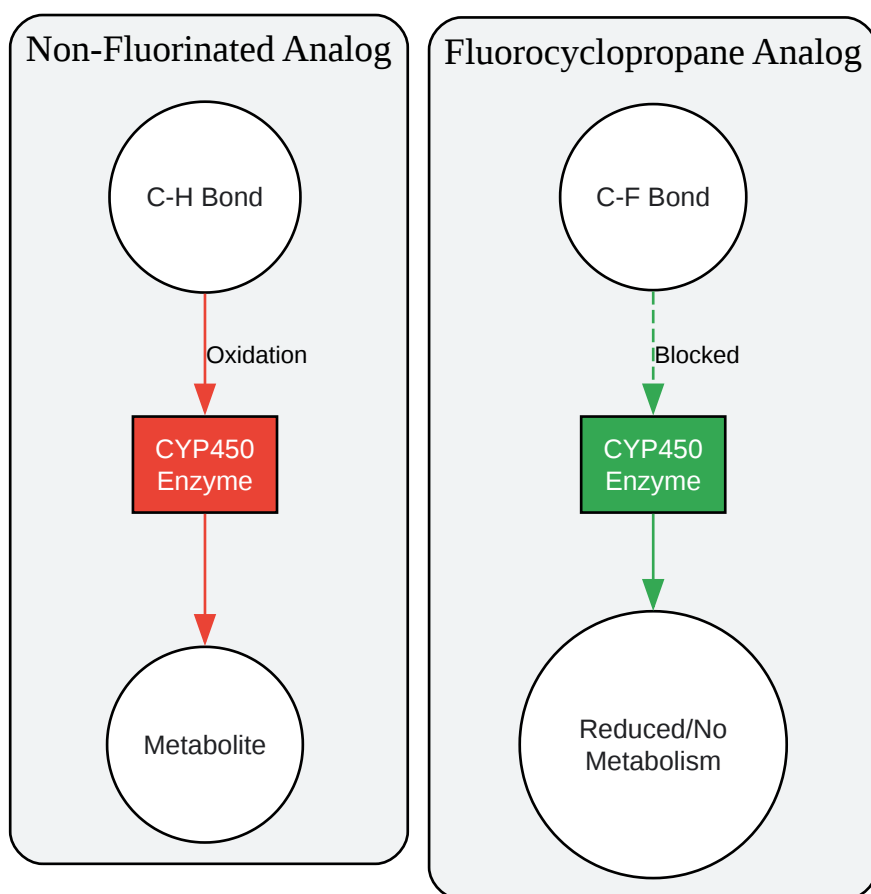 Non-Fluorinated Analog
C-H Bond
Oxidation
CYP450
Enzyme
Metabolite
Fluorocyclopropane Analog
C-F Bond
Blocked
CYP450
Enzyme
Reduced/No
Metabolism